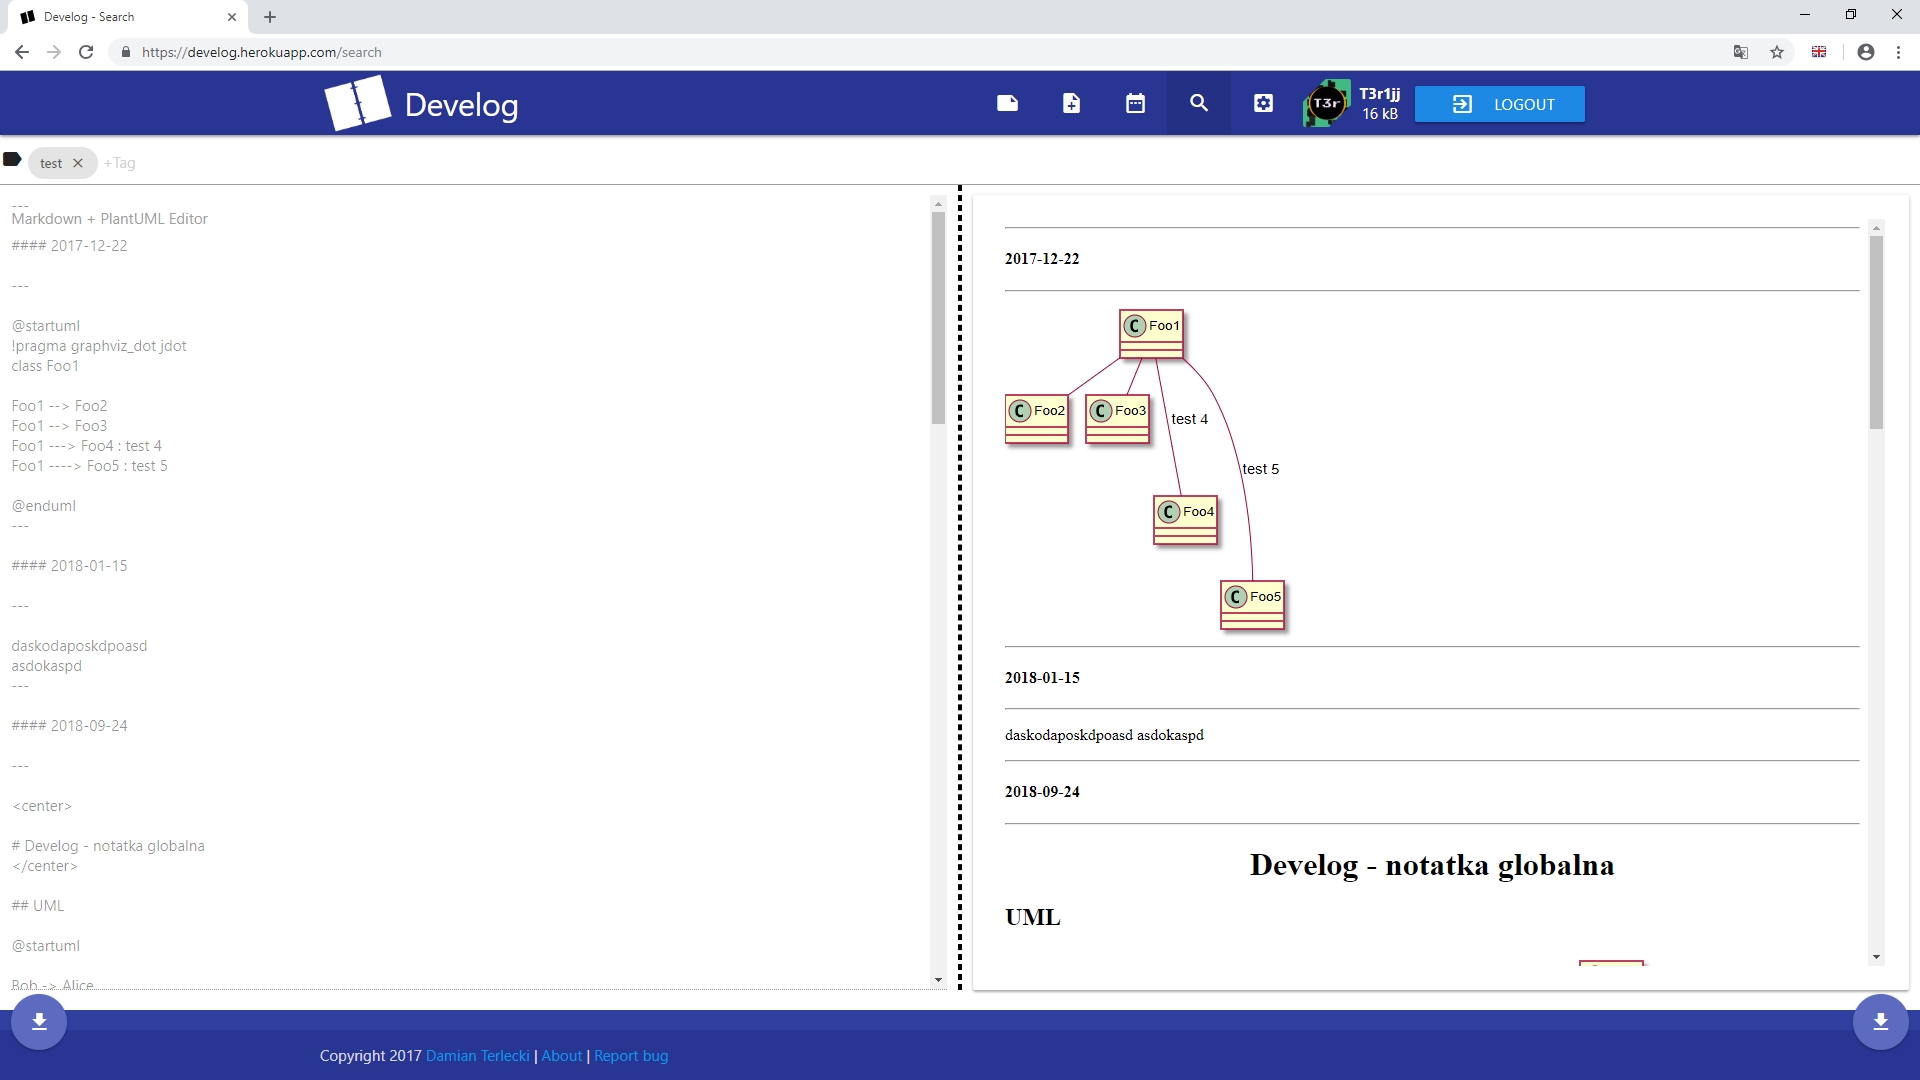 Develog - Search
https://develog.herokuapp.com/search
Develog
T3r
T3r1jj
16 kB
LOGOUT
test
+Tag
---
Markdown + PlantUML Editor
#### 2017-12-22
---
@startuml
!pragma graphviz_dot jdot
class Foo1
Foo1 --> Foo2
Foo1 --> Foo3
Foo1 ---> Foo4 : test 4
Foo1 ----> Foo5 : test 5
@enduml
---
#### 2018-01-15
---
daskodaposkdpoasd
asdokaspd
---
#### 2018-09-24
---
<center>
# Develog - notatka globalna
</center>
## UML
@startuml
Bob -> Alice
2017-12-22
C Foo1
C Foo2
C Foo3
test 4
test 5
C Foo4
C Foo5
2018-01-15
daskodaposkdpoasd asdokaspd
2018-09-24
Develog - notatka globalna
UML
Copyright 2017 Damian Terlecki | About | Report bug